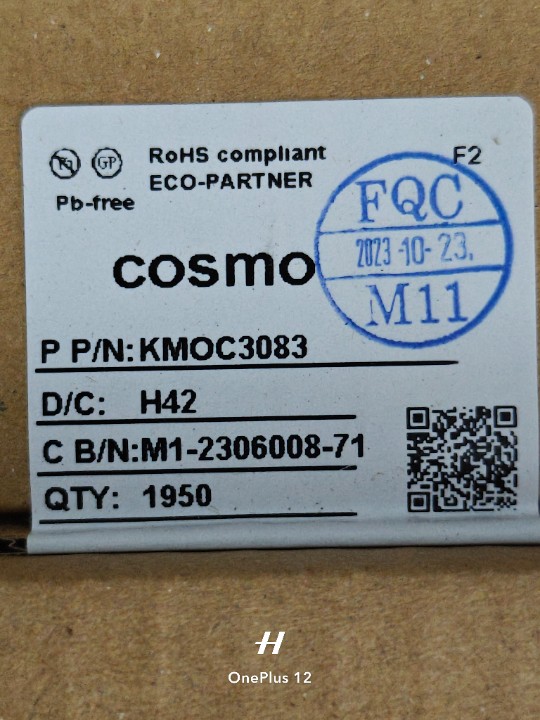 RoHS compliant
ECO-PARTNER
F2
GP
Pb-free
FQC
2023-10-23.
M11
cosmo
P P/N: KMOC3083
D/C: H42
C B/N:M1-2306008-71
QTY: 1950
OnePlus 12